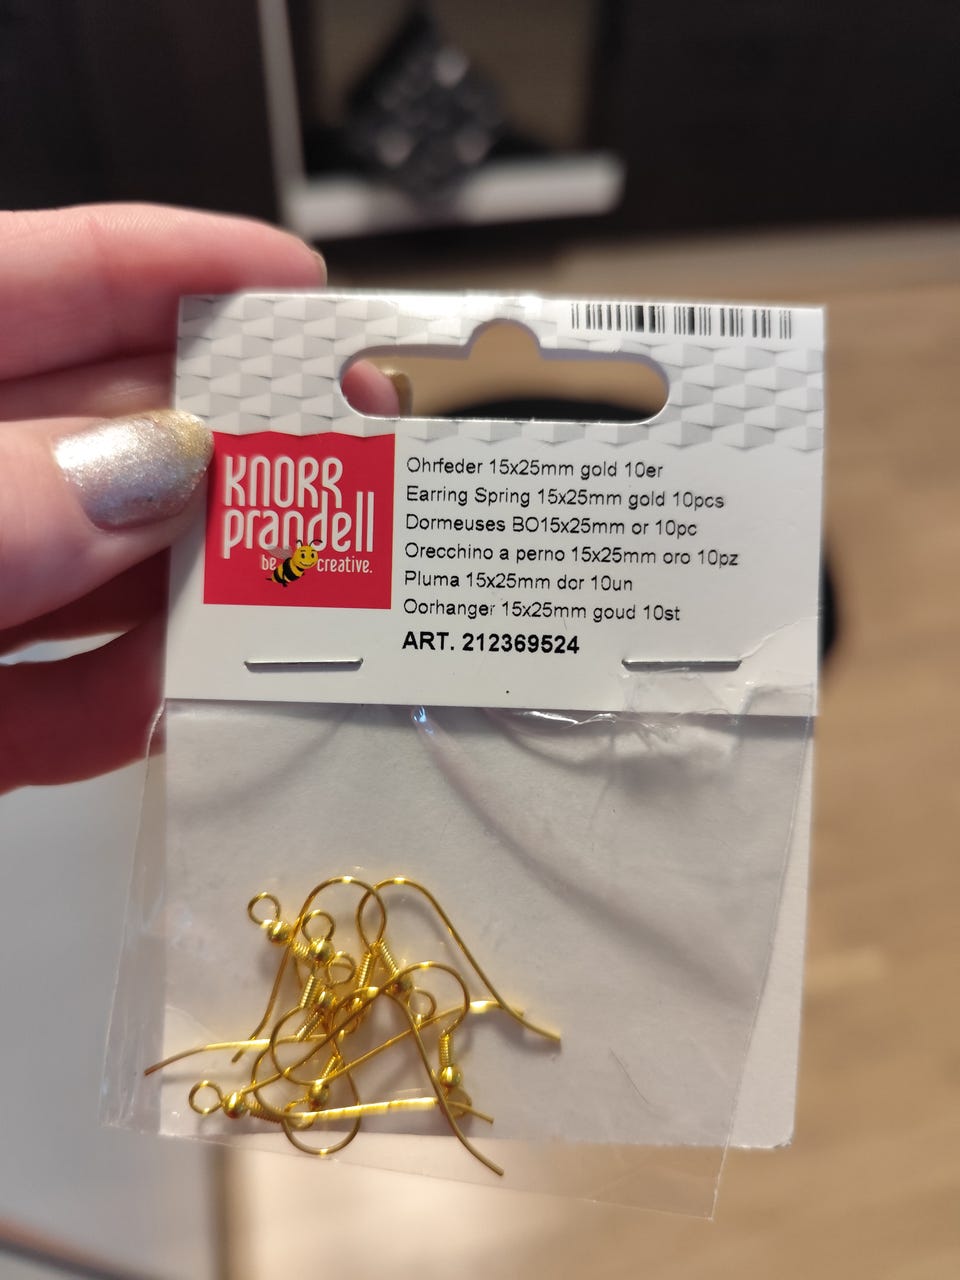 KNORR
prandell
be creative.
Ohrfeder 15x25mm gold 10er
Earring Spring 15x25mm gold 10pcs
Dormeuses BO15x25mm or 10pc
Orecchino a perno 15x25mm oro 10pz
Pluma 15x25mm dor 10un
Oorhanger 15x25mm goud 10st
ART. 212369524